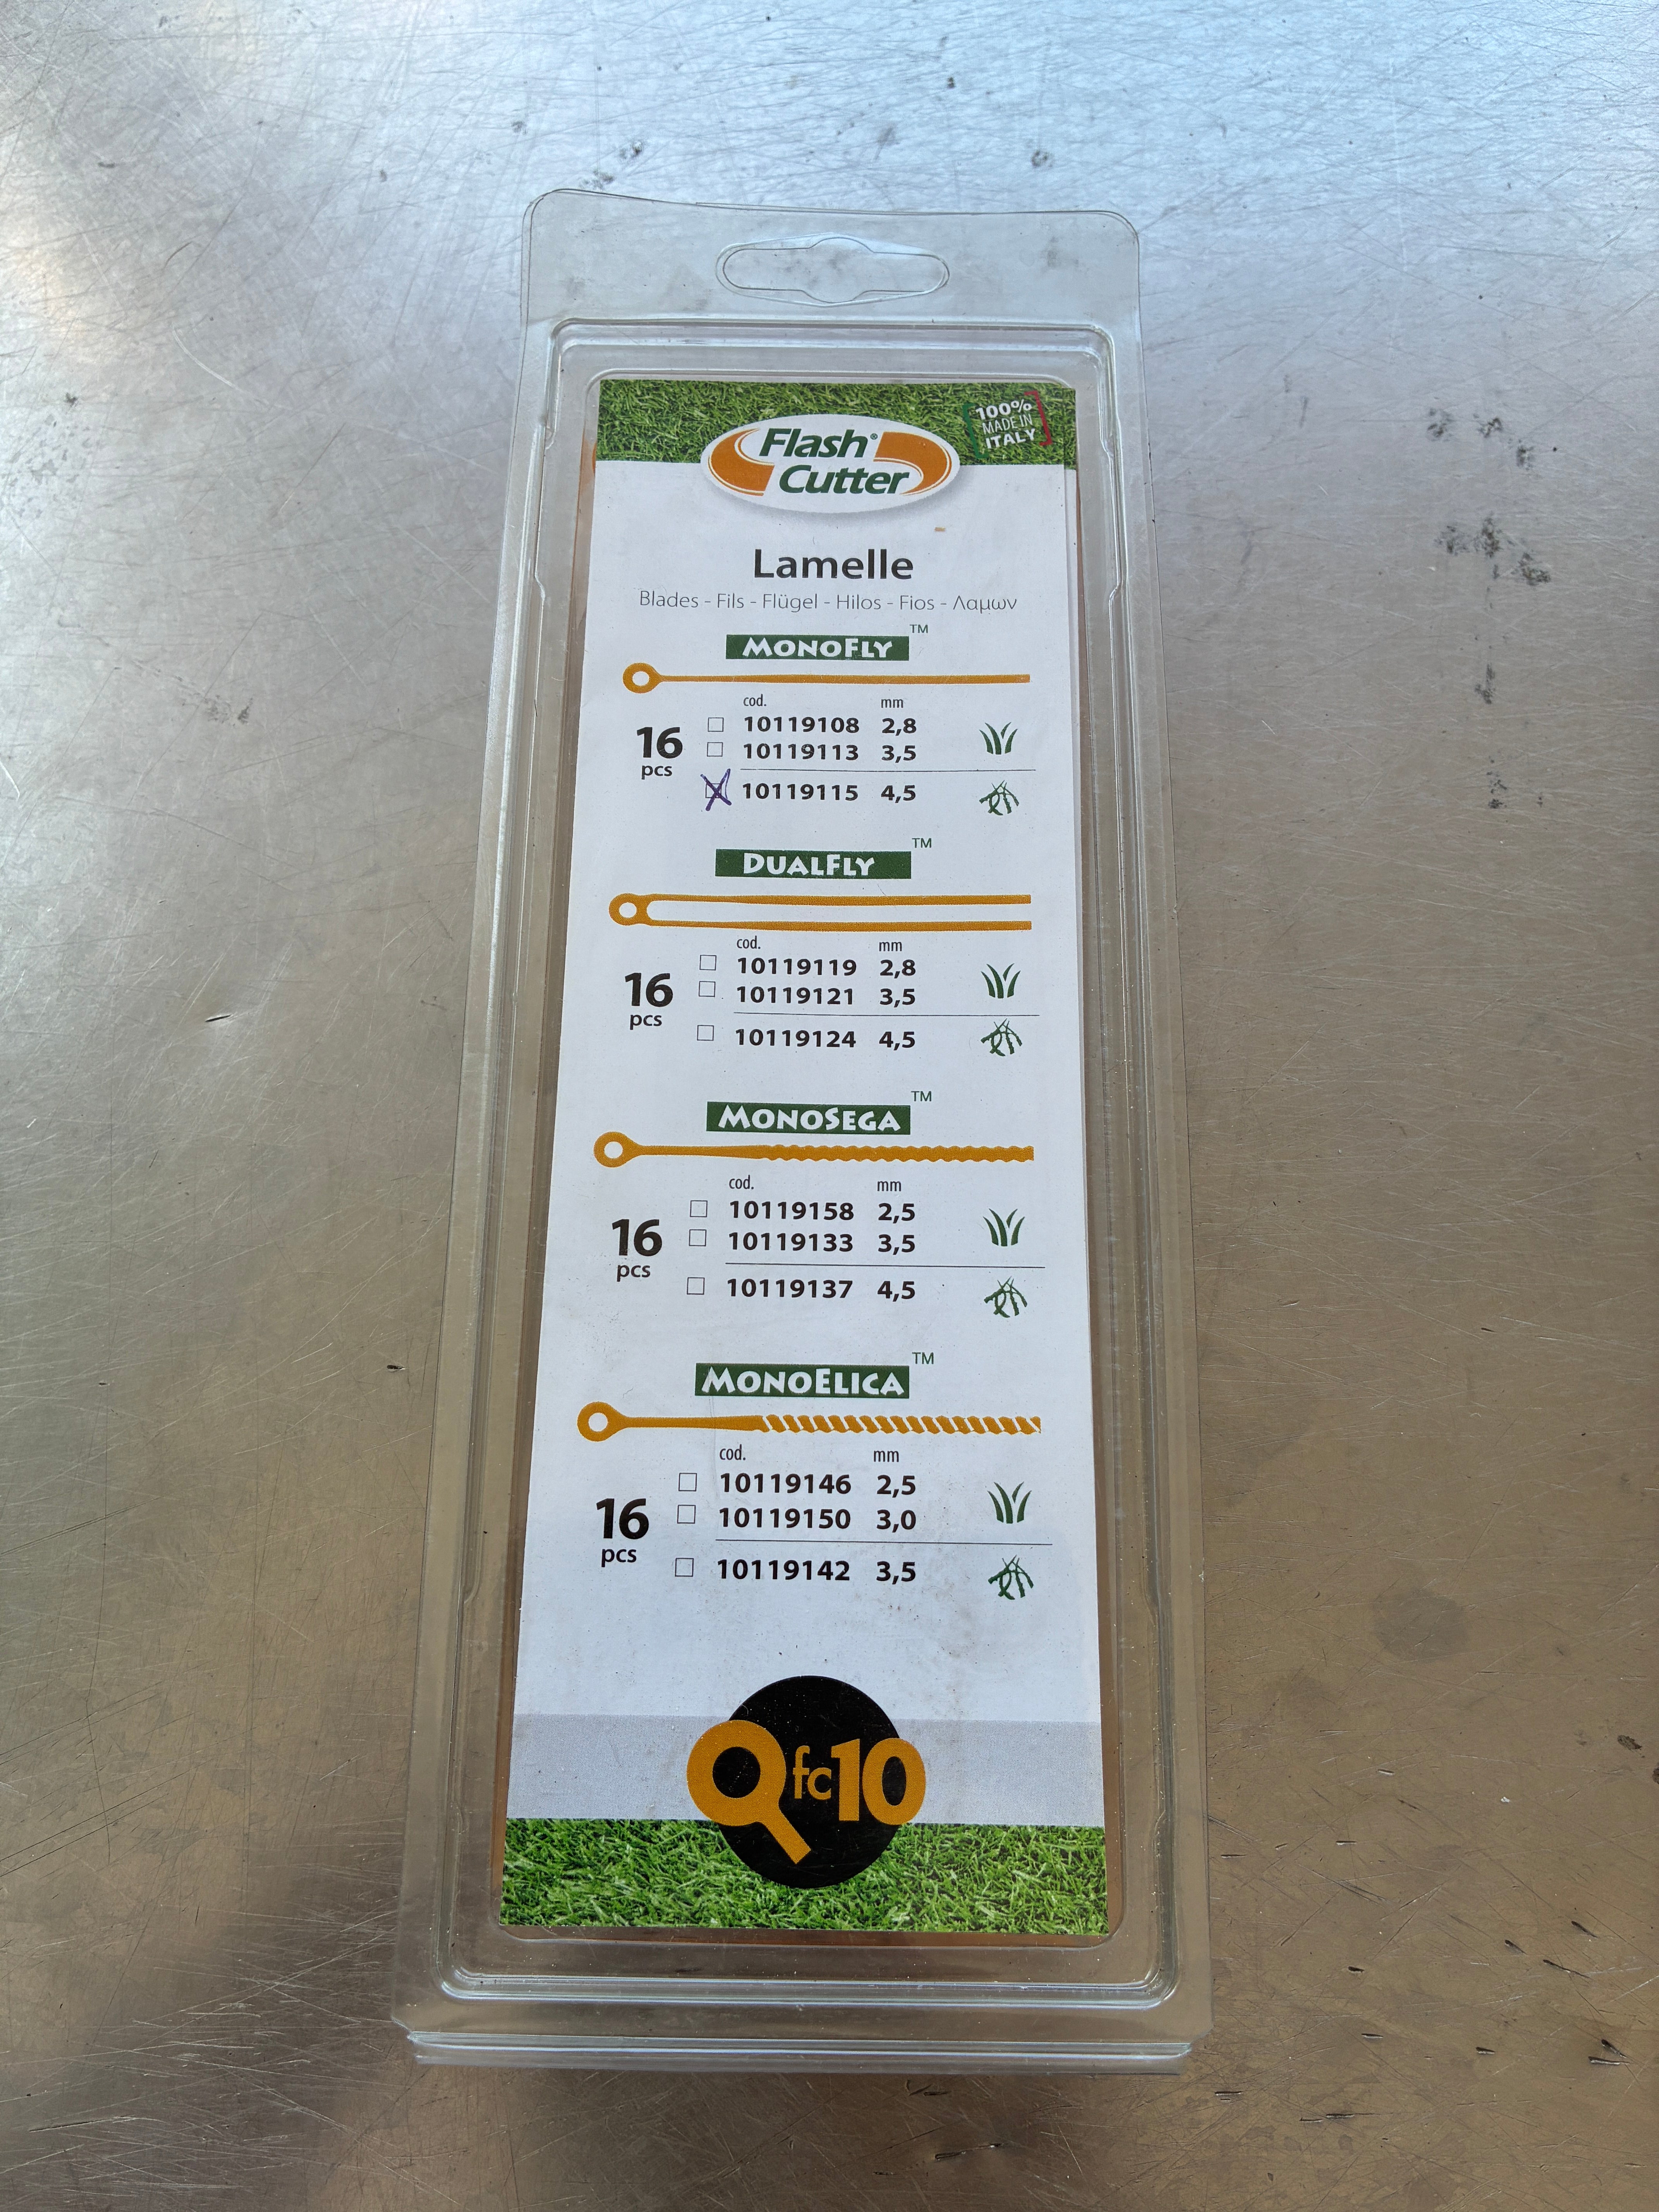 100%
MADE IN
ITALY
Flash®
Cutter
Lamelle
Blades - Fils - Flügel - Hilos - Fios - Λαμων
MONOFLY™
cod. mm
16 pcs
10119108 2,8
10119113 3,5
10119115 4,5
DUALFLY™
cod. mm
16 pcs
10119119 2,8
10119121 3,5
10119124 4,5
MONOSEGA™
cod. mm
16 pcs
10119158 2,5
10119133 3,5
10119137 4,5
MONOELICA™
cod. mm
16 pcs
10119146 2,5
10119150 3,0
10119142 3,5
fc10